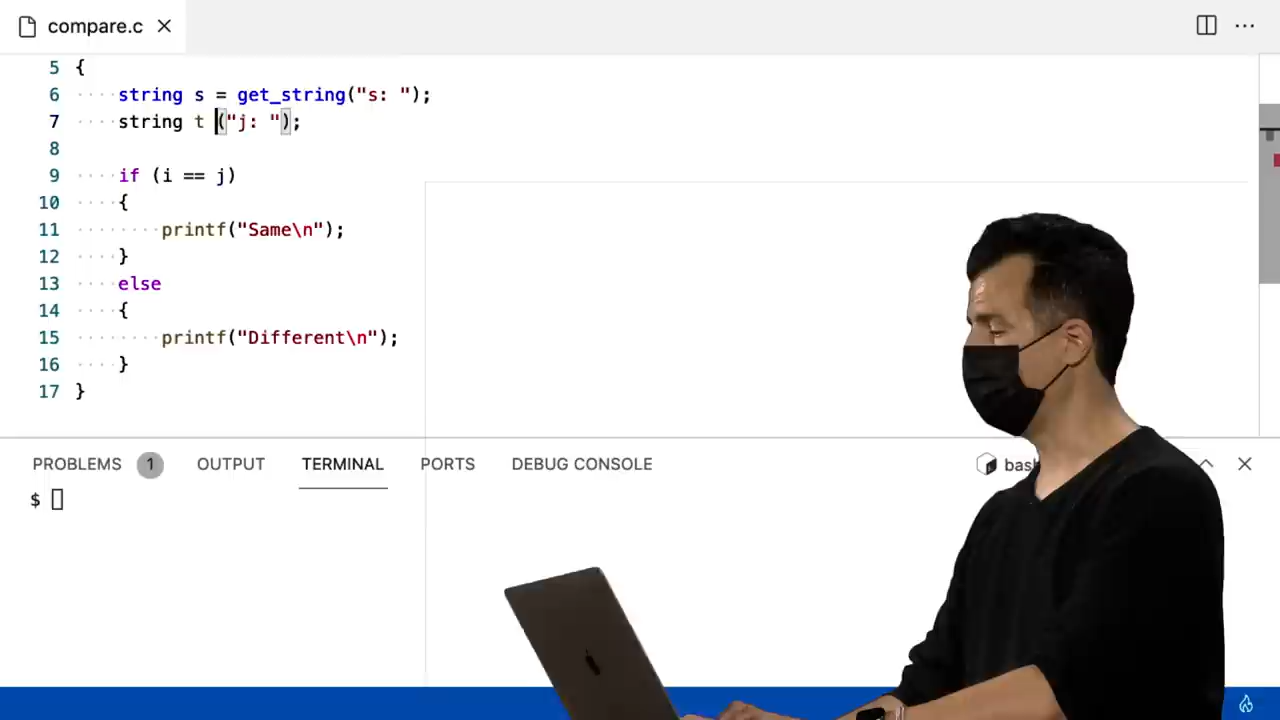 compare.c
5 {
6 string s = get_string("s: ");
7 string t ("j: ");
8
9 if (i == j)
10 {
11 printf("Same\n");
12 }
13 else
14 {
15 printf("Different\n");
16 }
17 }
PROBLEMS 1 OUTPUT TERMINAL PORTS DEBUG CONSOLE
$